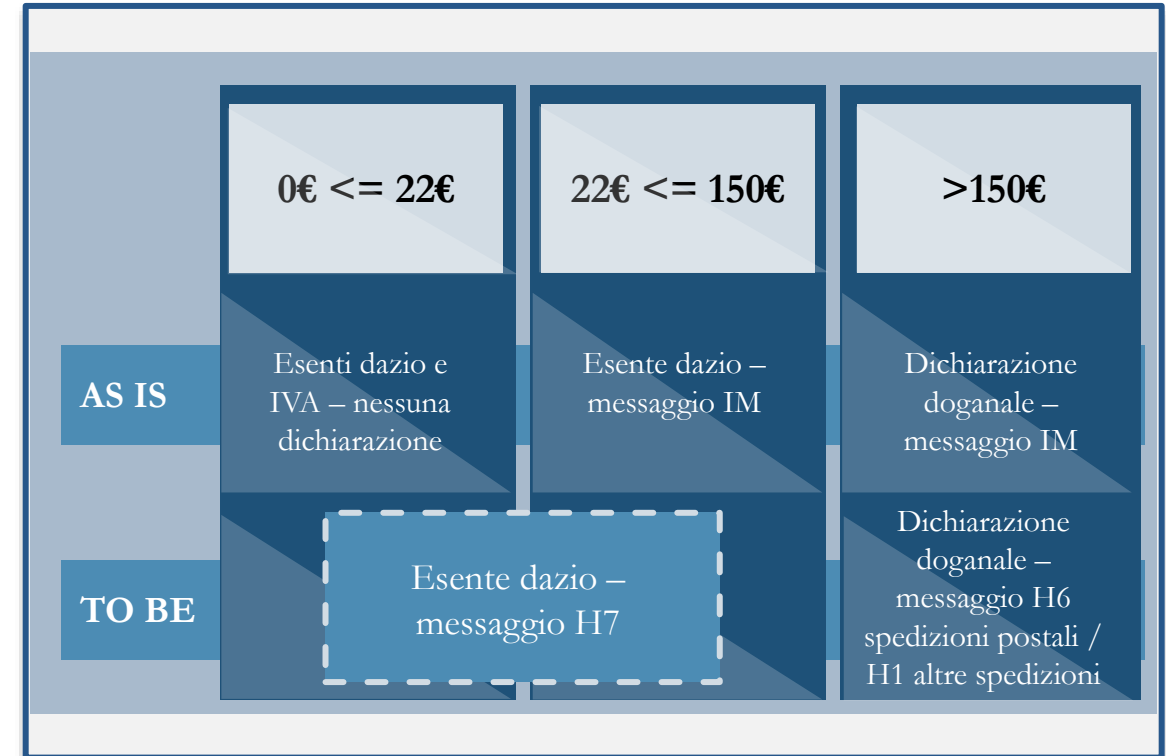 0€ <= 22€
22€ <= 150€
>150€
AS IS
Esenti dazio e
IVA – nessuna
dichiarazione
Esente dazio –
messaggio IM
Dichiarazione
doganale –
messaggio IM
TO BE
Esente dazio –
messaggio H7
Dichiarazione
doganale –
messaggio H6
spedizioni postali /
H1 altre spedizioni